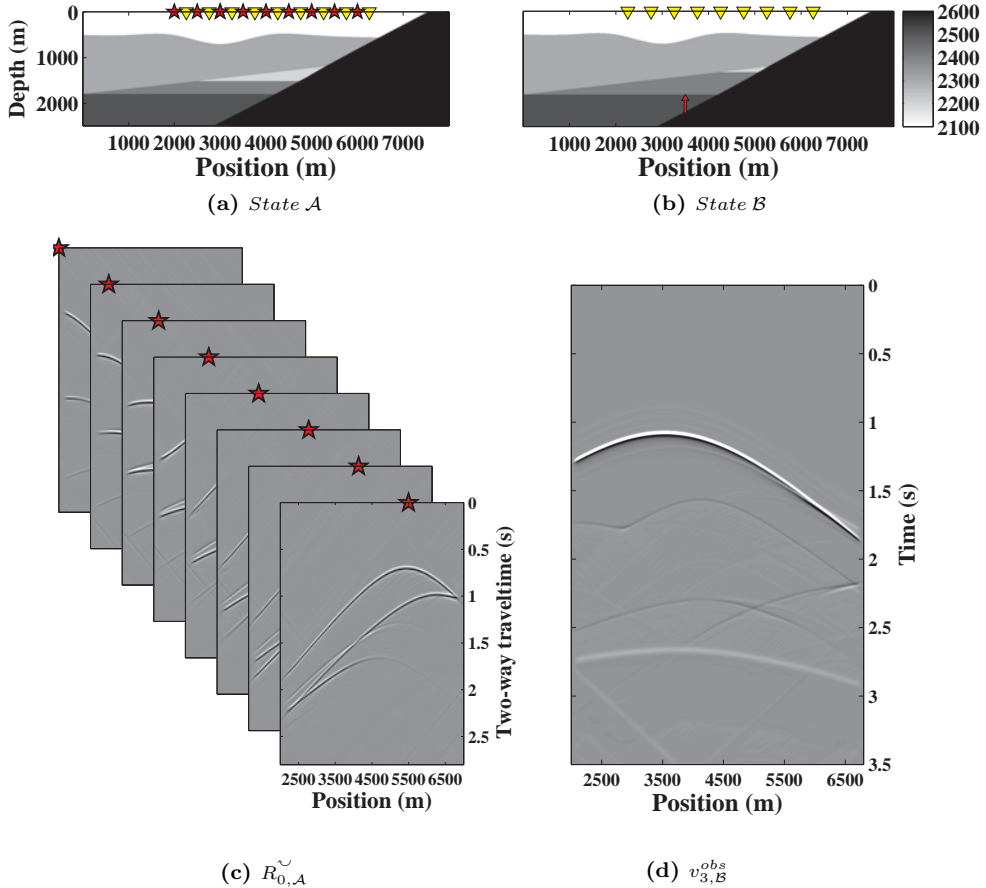 Depth (m)
0
1000
2000
1000 2000 3000 4000 5000 6000 7000
Position (m)
(a) State A
1000 2000 3000 4000 5000 6000 7000
Position (m)
(b) State B
2600
2500
2400
2300
2200
2100
0
0.5
1
1.5
2
2.5
Two-way traveltime (s)
2500 3500 4500 5500 6500
Position (m)
(c) R˘0,A
0
0.5
1
1.5
2
2.5
3
3.5
Time (s)
2500 3500 4500 5500 6500
Position (m)
(d) v obs 3,B